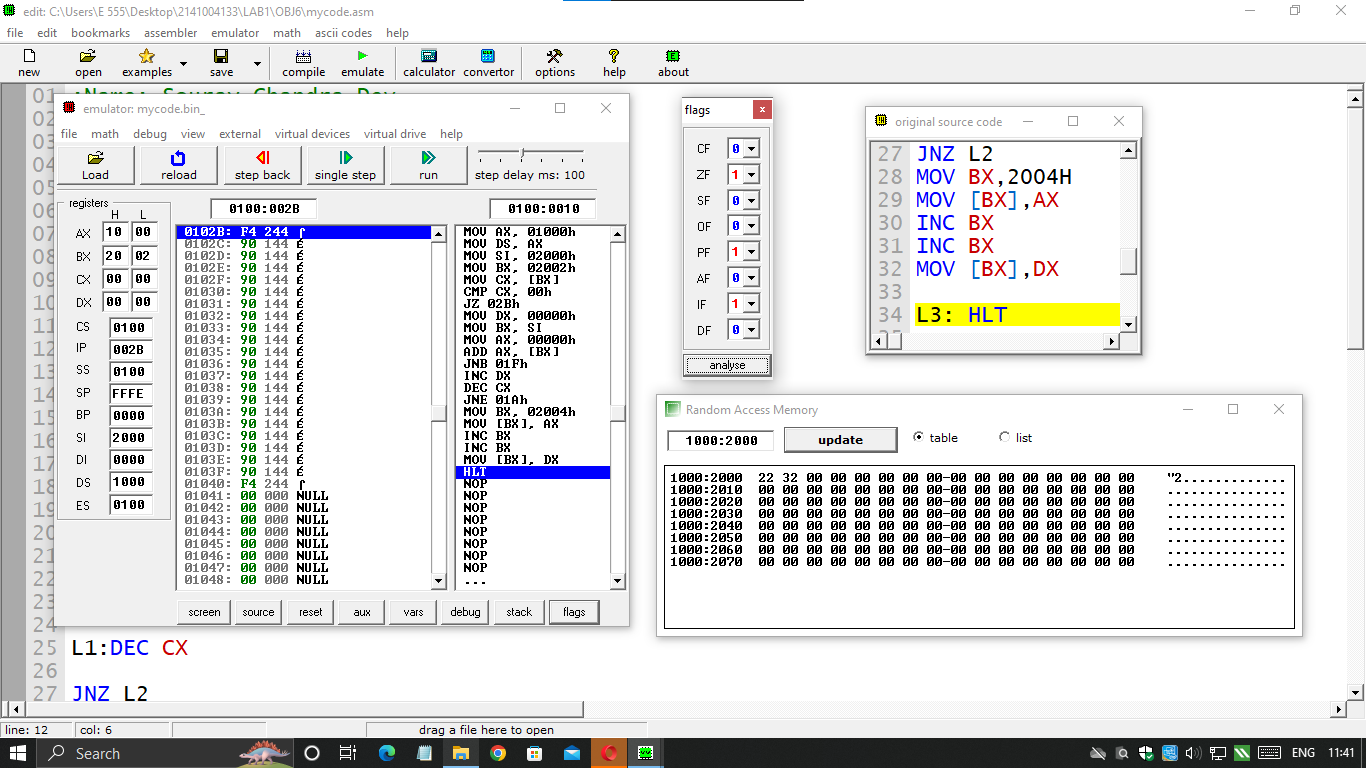 edit: C:\Users\E 555\Desktop\2141004133\LAB1\OBJ6\mycode.asm
file edit bookmarks assembler emulator math ascii codes help
new open examples save compile emulate calculator convertor options help about
emulator: mycode.bin_
file math debug view external virtual devices virtual drive help
Load reload step back single step run step delay ms: 100
registers
H L
AX 10 00
BX 20 02
CX 00 00
DX 00 00
CS 0100
IP 002B
SS 0100
SP FFFE
BP 0000
SI 2000
DI 0000
DS 1000
ES 0100
0100:002B
0102B: F4 244 ⌠
0102C: 90 144 É
0102D: 90 144 É
0102E: 90 144 É
0102F: 90 144 É
01030: 90 144 É
01031: 90 144 É
01032: 90 144 É
01033: 90 144 É
01034: 90 144 É
01035: 90 144 É
01036: 90 144 É
01037: 90 144 É
01038: 90 144 É
01039: 90 144 É
0103A: 90 144 É
0103B: 90 144 É
0103C: 90 144 É
0103D: 90 144 É
0103E: 90 144 É
0103F: 90 144 É
01040: F4 244 ⌠
01041: 00 000 NULL
01042: 00 000 NULL
01043: 00 000 NULL
01044: 00 000 NULL
01045: 00 000 NULL
01046: 00 000 NULL
01047: 00 000 NULL
01048: 00 000 NULL
0100:0010
MOV AX, 01000h
MOV DS, AX
MOV SI, 02000h
MOV BX, 02002h
MOV CX, [BX]
CMP CX, 00h
JZ 02Bh
MOV DX, 00000h
MOV BX, SI
MOV AX, 00000h
ADD AX, [BX]
JNB 01Fh
INC DX
DEC CX
JNE 01Ah
MOV BX, 02004h
MOV [BX], AX
INC BX
INC BX
MOV [BX], DX
HLT
NOP
NOP
NOP
NOP
NOP
NOP
NOP
NOP
...
screen source reset aux vars debug stack flags
flags
CF 0
ZF 1
SF 0
OF 0
PF 1
AF 0
IF 1
DF 0
analyse
original source code
27 JNZ L2
28 MOV BX,2004H
29 MOV [BX],AX
30 INC BX
31 INC BX
32 MOV [BX],DX
33
34 L3: HLT
Random Access Memory
1000:2000 update table list
1000:2000 22 32 00 00 00 00 00 00-00 00 00 00 00 00 00 00 "2..............
1000:2010 00 00 00 00 00 00 00 00-00 00 00 00 00 00 00 00 ................
1000:2020 00 00 00 00 00 00 00 00-00 00 00 00 00 00 00 00 ................
1000:2030 00 00 00 00 00 00 00 00-00 00 00 00 00 00 00 00 ................
1000:2040 00 00 00 00 00 00 00 00-00 00 00 00 00 00 00 00 ................
1000:2050 00 00 00 00 00 00 00 00-00 00 00 00 00 00 00 00 ................
1000:2060 00 00 00 00 00 00 00 00-00 00 00 00 00 00 00 00 ................
1000:2070 00 00 00 00 00 00 00 00-00 00 00 00 00 00 00 00 ................
01
02
03
04
05
06
07
08
09
10
11
12
13
14
15
16
17
18
19
20
21
22
23
24
25 L1:DEC CX
26
27 JNZ L2
line: 12 col: 6 drag a file here to open
Search ENG 11:41